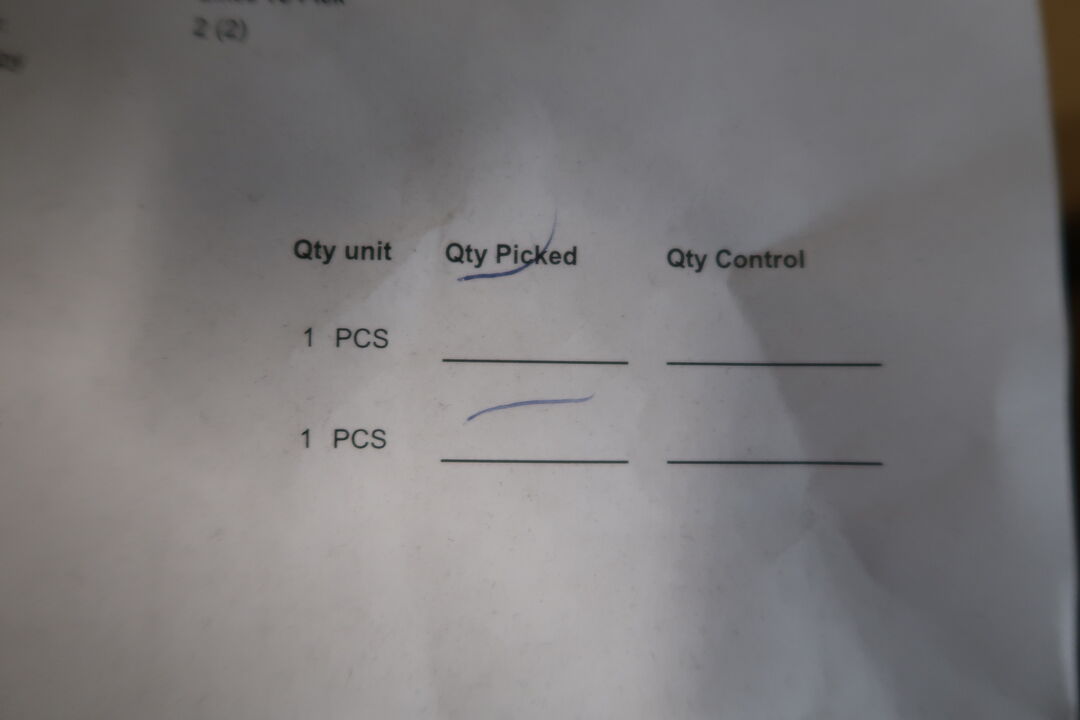 2 (2)
Qty unit Qty Picked Qty Control
1 PCS
1 PCS